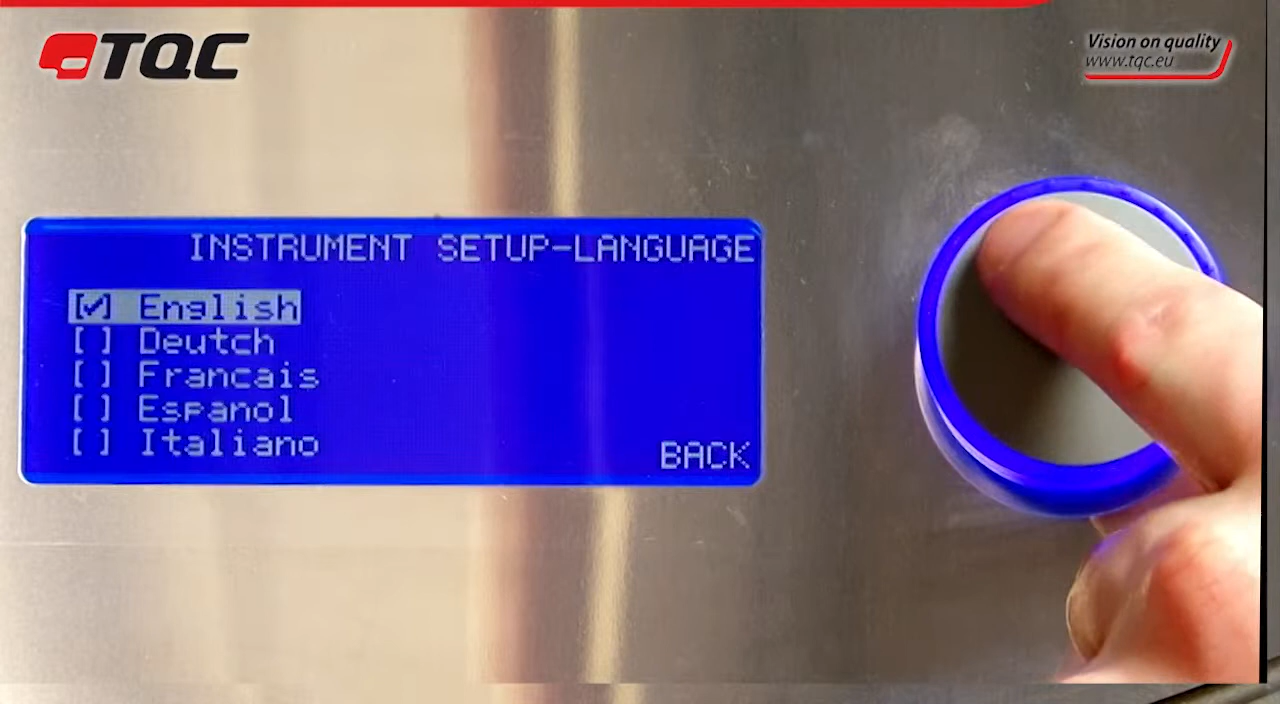 TQC
Vision on quality
www.tqc.eu
INSTRUMENT SETUP-LANGUAGE
[✓] English
[ ] Deutch
[ ] Francais
[ ] Espanol
[ ] Italiano
BACK